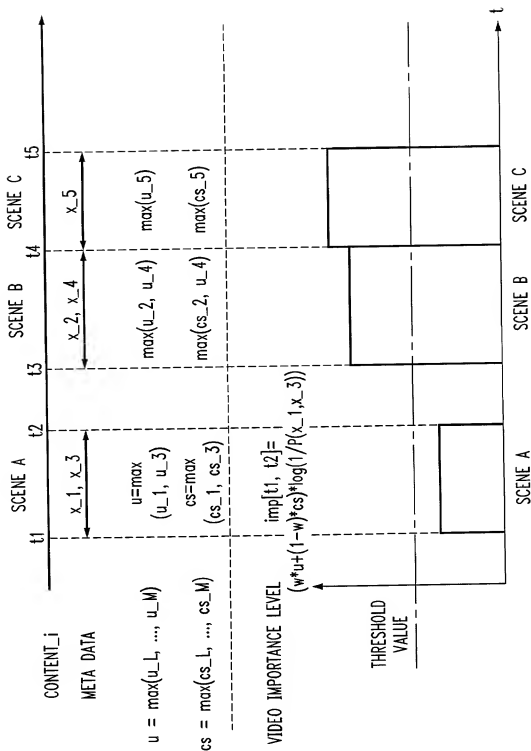 CONTENT_i
SCENE A
SCENE B
SCENE C
t1
t2
t3
t4
t5
META DATA
x_1, x_3
x_2, x_4
x_5
u = max(u_L, ..., u_M)
u=max
(u_1, u_3)
max(u_2, u_4)
max(u_5)
cs = max(cs_L, ..., cs_M)
cs=max
(cs_1, cs_3)
max(cs_2, cs_4)
max(cs_5)
VIDEO IMPORTANCE LEVEL
imp[t1, t2]=
(w*u+(1-w)*cs)*log(1/P(x_1,x_3))
THRESHOLD
VALUE
t
SCENE A
SCENE B
SCENE C